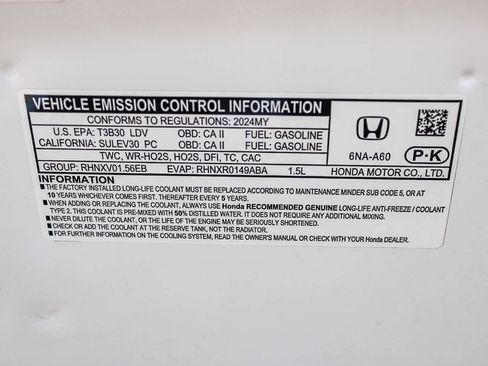 VEHICLE EMISSION CONTROL INFORMATION
CONFORMS TO REGULATIONS: 2024MY
U.S. EPA: T3B30 LDV OBD: CA II FUEL: GASOLINE
CALIFORNIA: SULEV30 PC OBD: CA II FUEL: GASOLINE
TWC, WR-HO2S, HO2S, DFI, TC, CAC
GROUP: RHNXV01.56EB EVAP: RHNXR0149ABA 1.5L
6NA-A60 P-K
HONDA MOTOR CO., LTD.
INFORMATION
■ THE FACTORY INSTALLED LONG-LIFE COOLANT MUST BE REPLACED ACCORDING TO MAINTENANCE MINDER SUB CODE 5, OR AT
10 YEARS WHICHEVER COMES FIRST. THEREAFTER EVERY 5 YEARS.
■ WHEN ADDING OR REPLACING COOLANT, ALWAYS USE Honda RECOMMENDED GENUINE LONG-LIFE ANTI-FREEZE / COOLANT
TYPE 2. THIS COOLANT IS PRE-MIXED WITH 50% DISTILLED WATER. IT DOES NOT REQUIRE ANY ADDITIONAL MIXING.
■ NEVER DILUTE THE COOLANT, OR THE LIFE OF THE ENGINE MAY BE SERIOUSLY SHORTENED.
■ CHECK OR ADD THE COOLANT AT THE RESERVE TANK, NOT THE RADIATOR.
■ FOR FURTHER INFORMATION ON THE COOLING SYSTEM, READ THE OWNER'S MANUAL OR CHECK WITH YOUR Honda DEALER.